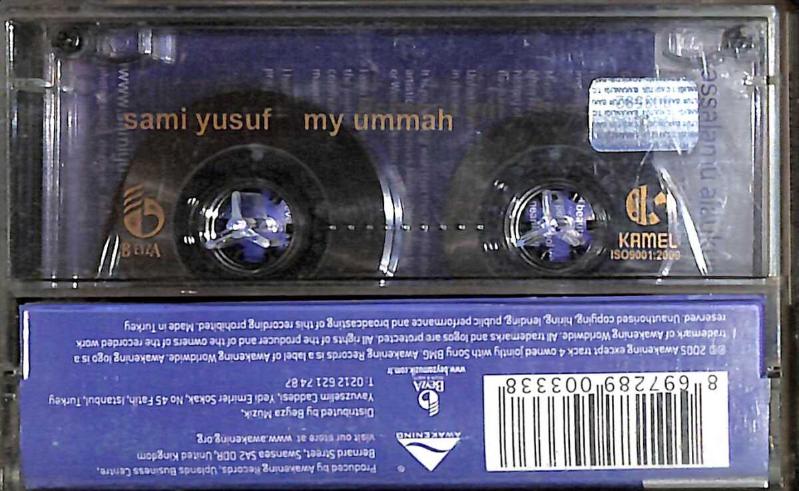 sami yusuf my ummah
BEYZA
KAMEL
ISO9001:2000
Produced by Awakening Records, Uplands Business Centre,
Bernard Street, Swansea SA2 0DR, United Kingdom
visit our store at www.awakening.org
Distributed by Beyza Müzik,
Yavuzselim Caddesi, Yedi Emirler Sokak, No 45 Fatih, Istanbul, Turkey
T. 0212 621 74 87
AWAKENING
BEYZA
www.beyzamuzik.com.tr
8 697289 003338
©℗ 2005 Awakening except track 4 owned jointly with Sony BMG. Awakening Records is a label of Awakening Worldwide. Awakening logo is a
trademark of Awakening Worldwide. All trademarks and logos are protected. All rights of the producer and of the owners of the recorded work
reserved. Unauthorised copying, hiring, lending, public performance and broadcasting of this recording prohibited. Made in Turkey